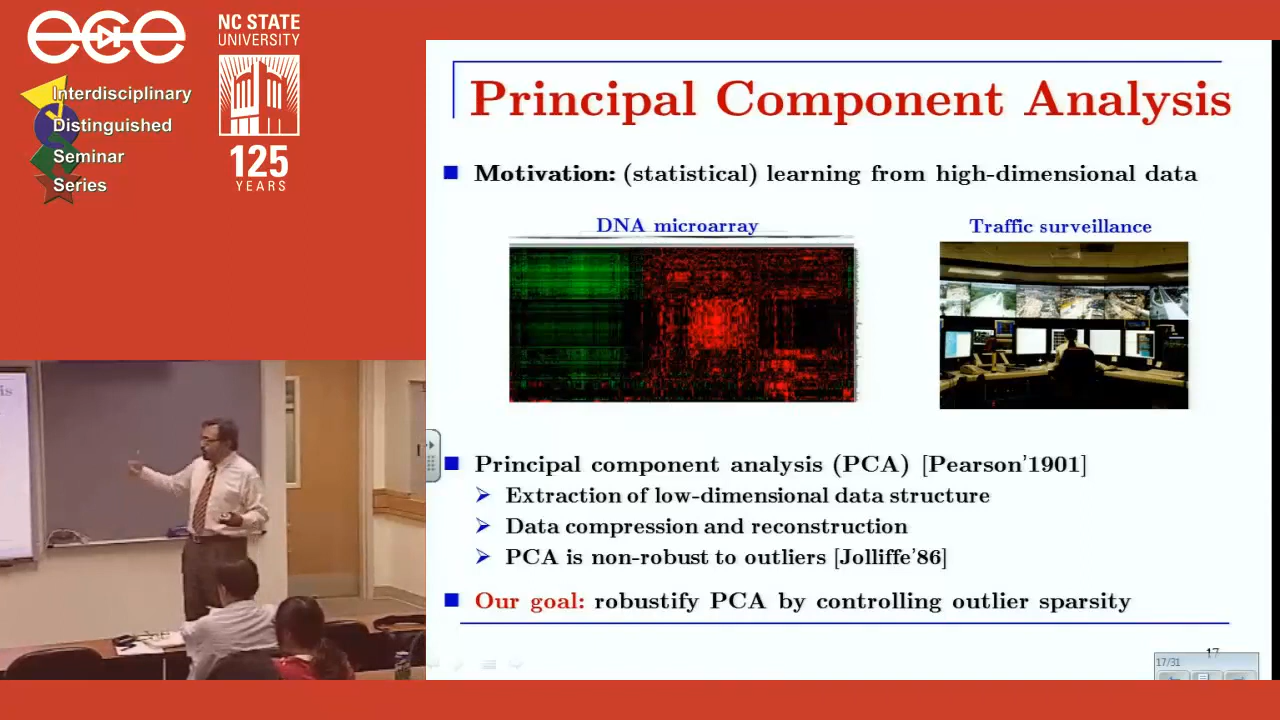 ece
NC STATE
UNIVERSITY
Interdisciplinary
Distinguished
Seminar
Series
125
YEARS
Principal Component Analysis
Motivation: (statistical) learning from high-dimensional data
DNA microarray
Traffic surveillance
Principal component analysis (PCA) [Pearson'1901]
Extraction of low-dimensional data structure
Data compression and reconstruction
PCA is non-robust to outliers [Jolliffe'86]
Our goal: robustify PCA by controlling outlier sparsity
17
17/31
is